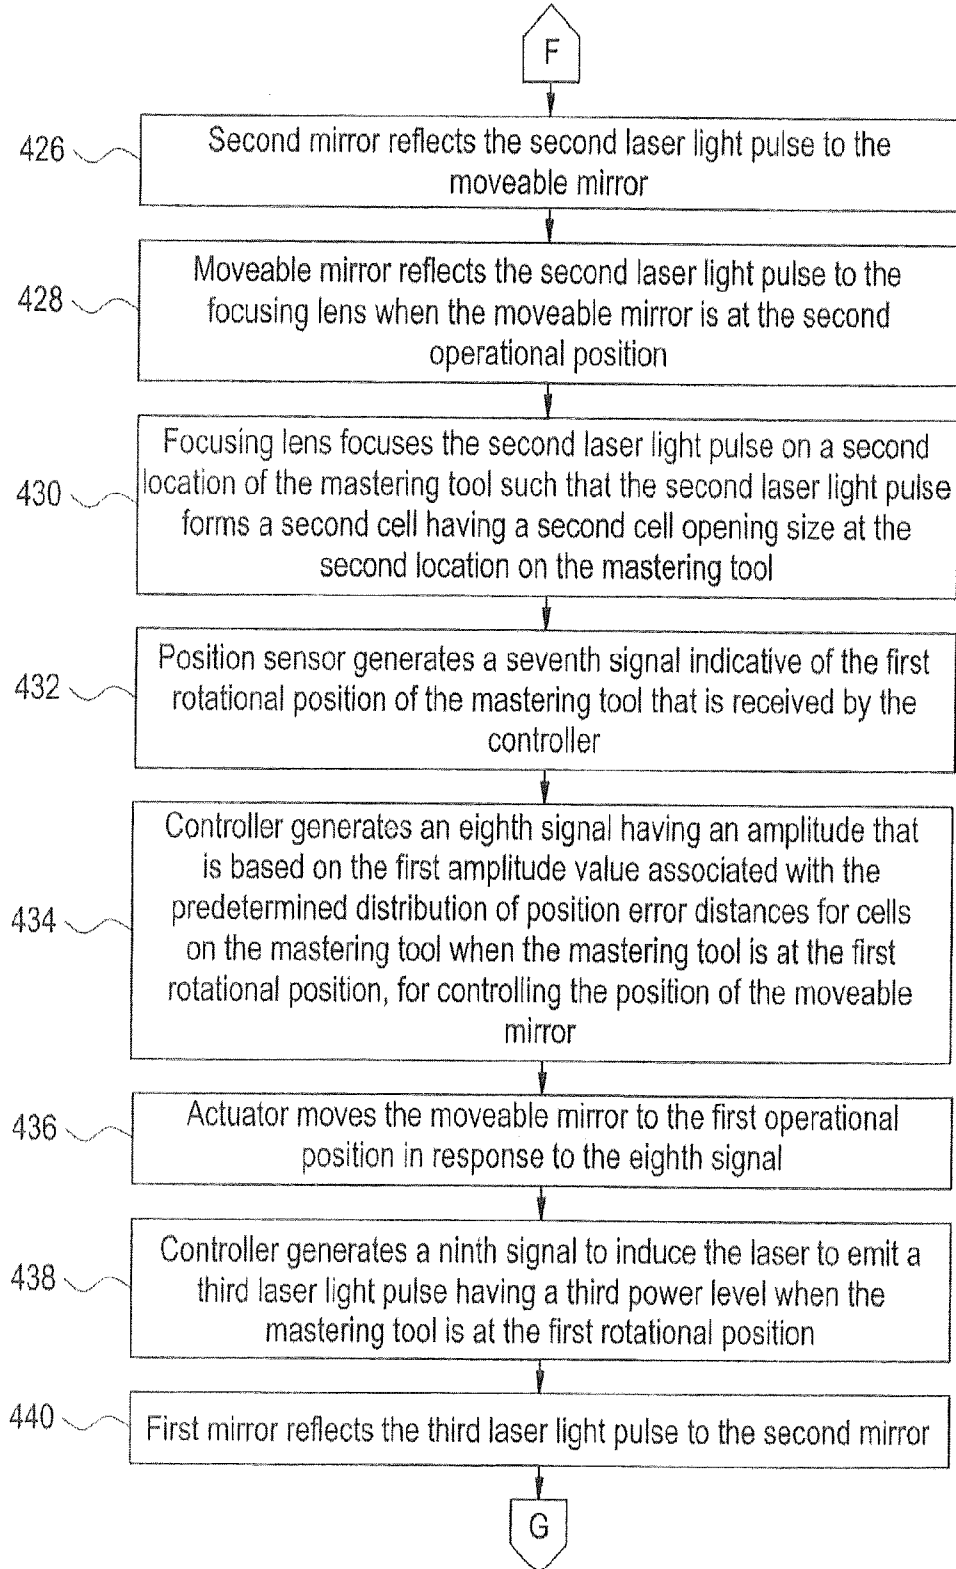 F
426
Second mirror reflects the second laser light pulse to the
moveable mirror
428
Moveable mirror reflects the second laser light pulse to the
focusing lens when the moveable mirror is at the second
operational position
430
Focusing lens focuses the second laser light pulse on a second
location of the mastering tool such that the second laser light pulse
forms a second cell having a second cell opening size at the
second location on the mastering tool
432
Position sensor generates a seventh signal indicative of the first
rotational position of the mastering tool that is received by the
controller
434
Controller generates an eighth signal having an amplitude that
is based on the first amplitude value associated with the
predetermined distribution of position error distances for cells
on the mastering tool when the mastering tool is at the first
rotational position, for controlling the position of the moveable
mirror
436
Actuator moves the moveable mirror to the first operational
position in response to the eighth signal
438
Controller generates a ninth signal to induce the laser to emit a
third laser light pulse having a third power level when the
mastering tool is at the first rotational position
440
First mirror reflects the third laser light pulse to the second mirror
G